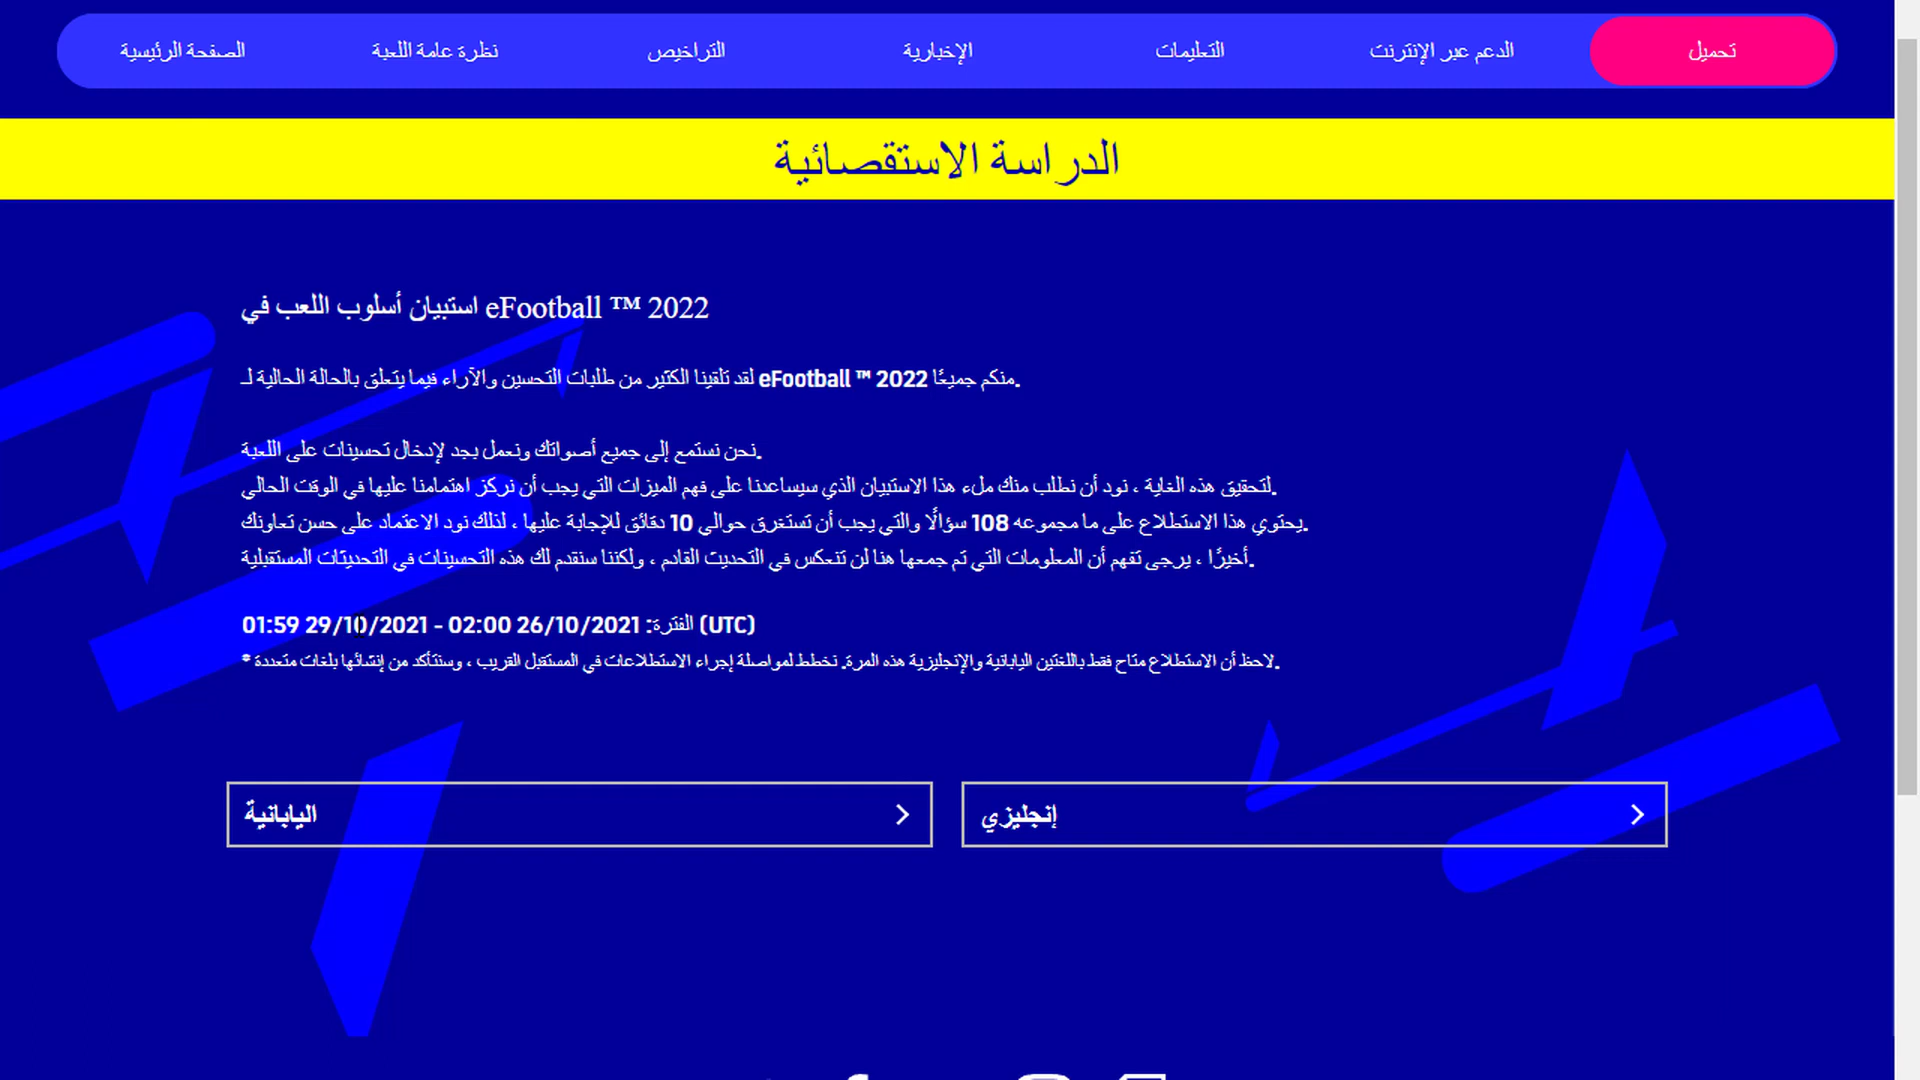 الصفحة الرئيسية
نظرة عامة اللعبة
التراخيص
الإخبارية
التعليمات
الدعم عبر الإنترنت
تحميل
الدراسة الاستقصائية
استبيان أسلوب اللعب في eFootball ™ 2022
لقد تلقينا الكثير من طلبات التحسين والآراء فيما يتعلق بالحالة الحالية لـ eFootball ™ 2022 منكم جميعًا.
نحن نستمع إلى جميع أصواتك ونعمل بجد لإدخال تحسينات على اللعبة.
لتحقيق هذه الغاية ، نود أن نطلب منك ملء هذا الاستبيان الذي سيساعدنا على فهم الميزات التي يجب أن نركز اهتمامنا عليها في الوقت الحالي.
يحتوي هذا الاستطلاع على ما مجموعه 108 سؤالًا والتي يجب أن تستغرق حوالي 10 دقائق للإجابة عليها ، لذلك نود الاعتماد على حسن تعاونك.
أخيرًا ، يرجى تفهم أن المعلومات التي تم جمعها هنا لن تنعكس في التحديث القادم ، ولكننا سنقدم لك هذه التحسينات في التحديثات المستقبلية.
الفترة: 26/10/2021 02:00 - 29/10/2021 01:59 (UTC)
* لاحظ أن الاستطلاع متاح فقط باللغتين اليابانية والإنجليزية هذه المرة. نخطط لمواصلة إجراء الاستطلاعات في المستقبل القريب ، وسنتأكد من إنشائها بلغات متعددة.
اليابانية
إنجليزي